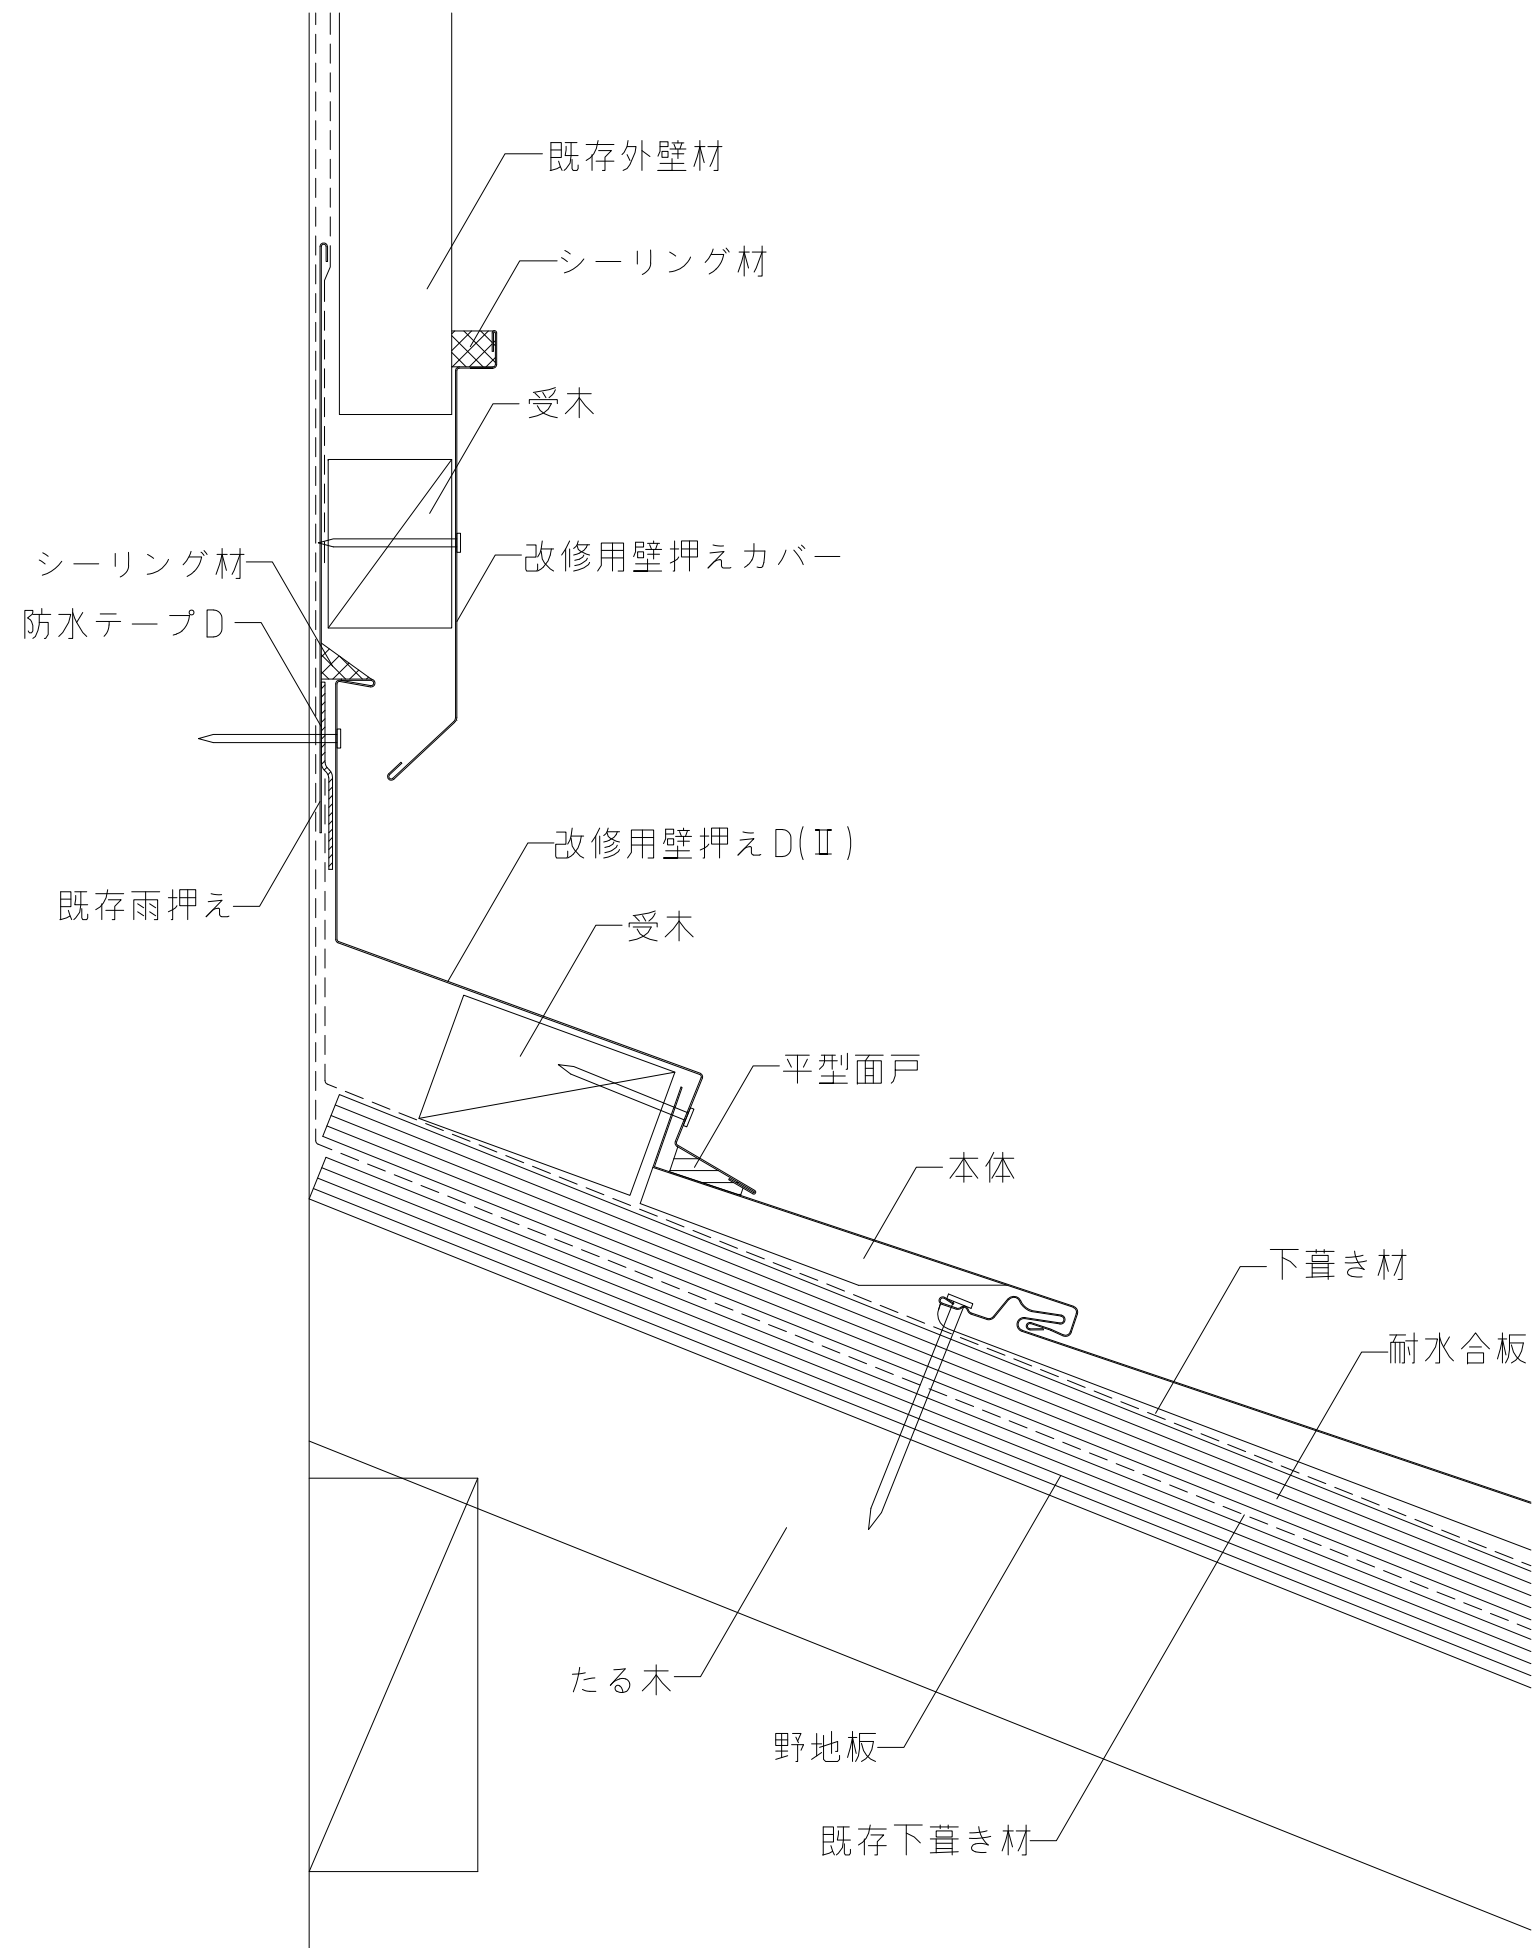 既存外壁材
シーリング材
受木
改修用壁押えカバー
シーリング材
防水テープD
改修用壁押えD(Ⅱ)
既存雨押え
受木
平型面戸
本体
下葺き材
耐水合板
たる木
野地板
既存下葺き材